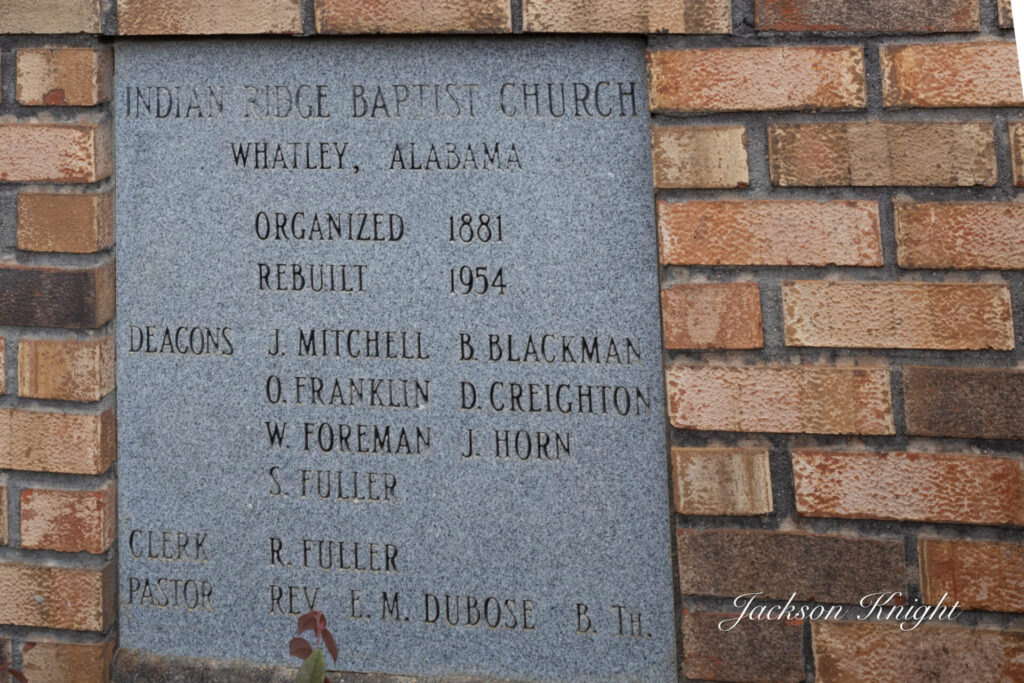 INDIAN RIDGE BAPTIST CHURCH
WHATLEY, ALABAMA
ORGANIZED 1881
REBUILT 1954
DEACONS J. MITCHELL B. BLACKMAN
O. FRANKLIN D. CREIGHTON
W. FOREMAN J. HORN
S. FULLER
CLERK R. FULLER
PASTOR REV. E. M. DUBOSE B. TH.
Jackson Knight